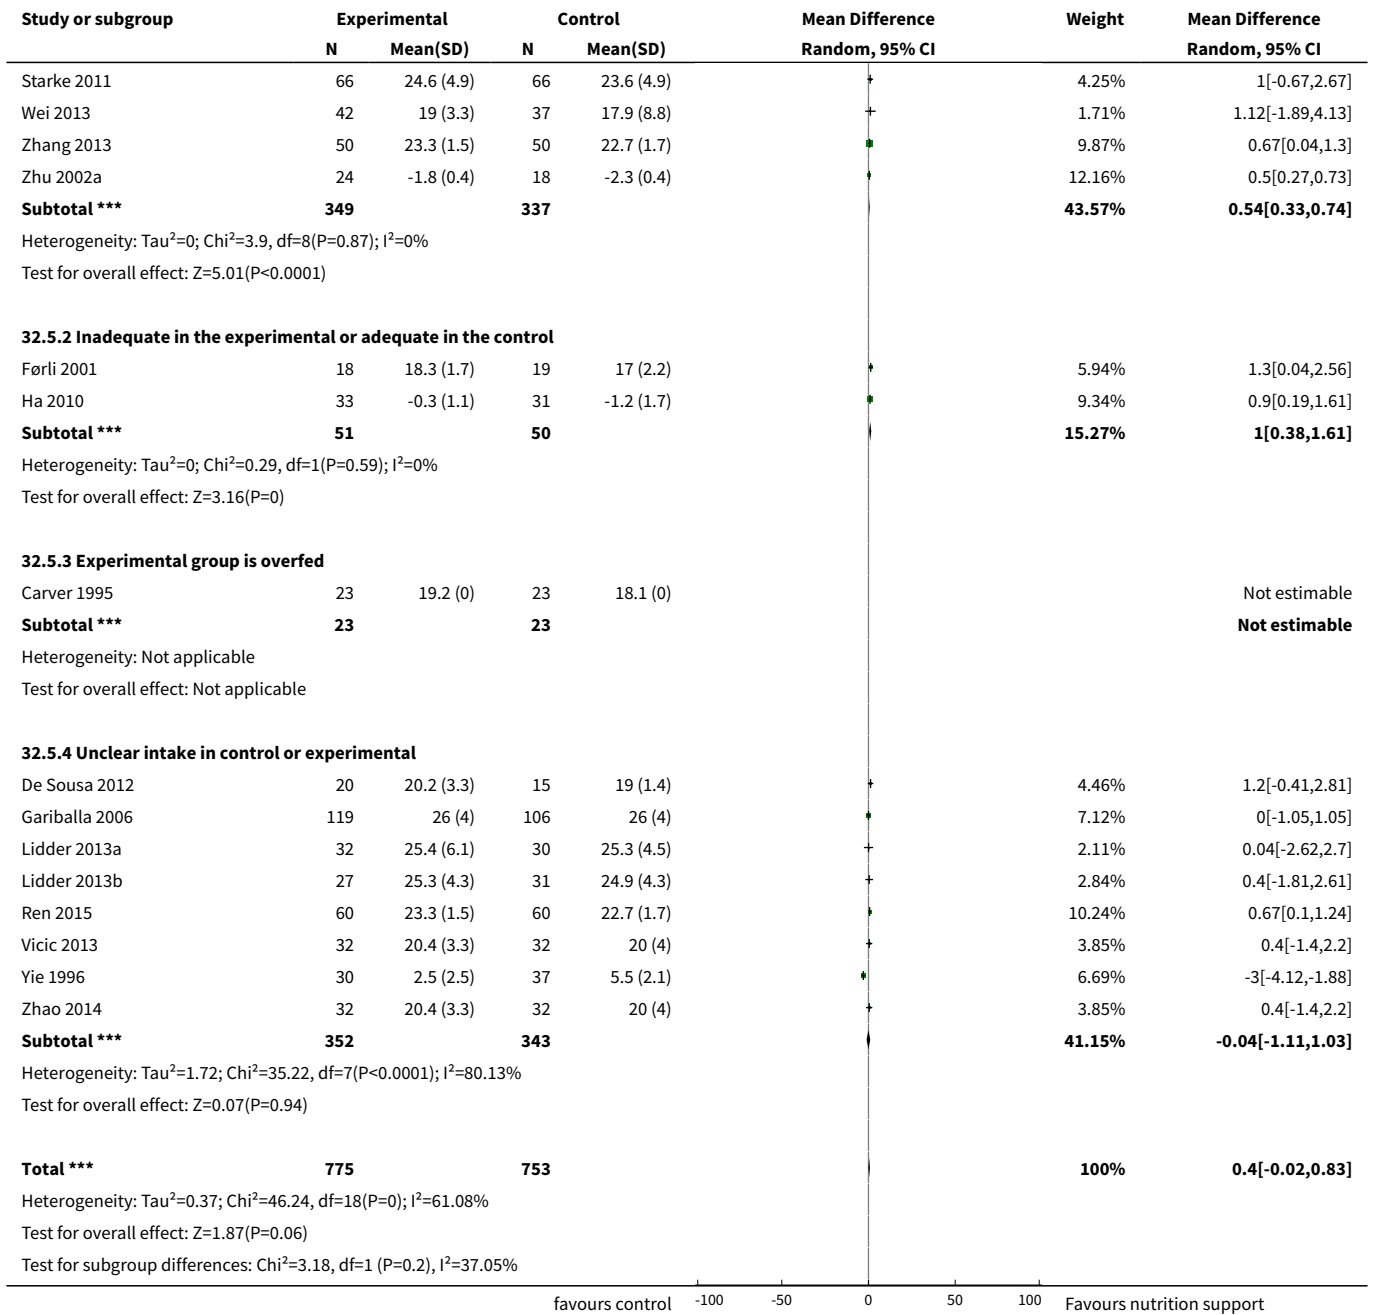 Study or subgroup Experimental Control Mean Difference Weight Mean Difference
N Mean(SD) N Mean(SD) Random, 95% CI Random, 95% CI
Starke 2011 66 24.6 (4.9) 66 23.6 (4.9) 4.25% 1[-0.67,2.67]
Wei 2013 42 19 (3.3) 37 17.9 (8.8) 1.71% 1.12[-1.89,4.13]
Zhang 2013 50 23.3 (1.5) 50 22.7 (1.7) 9.87% 0.67[0.04,1.3]
Zhu 2002a 24 -1.8 (0.4) 18 -2.3 (0.4) 12.16% 0.5[0.27,0.73]
Subtotal *** 349 337 43.57% 0.54[0.33,0.74]
Heterogeneity: Tau²=0; Chi²=3.9, df=8(P=0.87); I²=0%
Test for overall effect: Z=5.01(P<0.0001)
32.5.2 Inadequate in the experimental or adequate in the control
Førli 2001 18 18.3 (1.7) 19 17 (2.2) 5.94% 1.3[0.04,2.56]
Ha 2010 33 -0.3 (1.1) 31 -1.2 (1.7) 9.34% 0.9[0.19,1.61]
Subtotal *** 51 50 15.27% 1[0.38,1.61]
Heterogeneity: Tau²=0; Chi²=0.29, df=1(P=0.59); I²=0%
Test for overall effect: Z=3.16(P=0)
32.5.3 Experimental group is overfed
Carver 1995 23 19.2 (0) 23 18.1 (0) Not estimable
Subtotal *** 23 23 Not estimable
Heterogeneity: Not applicable
Test for overall effect: Not applicable
32.5.4 Unclear intake in control or experimental
De Sousa 2012 20 20.2 (3.3) 15 19 (1.4) 4.46% 1.2[-0.41,2.81]
Gariballa 2006 119 26 (4) 106 26 (4) 7.12% 0[-1.05,1.05]
Lidder 2013a 32 25.4 (6.1) 30 25.3 (4.5) 2.11% 0.04[-2.62,2.7]
Lidder 2013b 27 25.3 (4.3) 31 24.9 (4.3) 2.84% 0.4[-1.81,2.61]
Ren 2015 60 23.3 (1.5) 60 22.7 (1.7) 10.24% 0.67[0.1,1.24]
Vicic 2013 32 20.4 (3.3) 32 20 (4) 3.85% 0.4[-1.4,2.2]
Yie 1996 30 2.5 (2.5) 37 5.5 (2.1) 6.69% -3[-4.12,-1.88]
Zhao 2014 32 20.4 (3.3) 32 20 (4) 3.85% 0.4[-1.4,2.2]
Subtotal *** 352 343 41.15% -0.04[-1.11,1.03]
Heterogeneity: Tau²=1.72; Chi²=35.22, df=7(P<0.0001); I²=80.13%
Test for overall effect: Z=0.07(P=0.94)
Total *** 775 753 100% 0.4[-0.02,0.83]
Heterogeneity: Tau²=0.37; Chi²=46.24, df=18(P=0); I²=61.08%
Test for overall effect: Z=1.87(P=0.06)
Test for subgroup differences: Chi²=3.18, df=1 (P=0.2), I²=37.05%
favours control -100 -50 0 50 100 Favours nutrition support